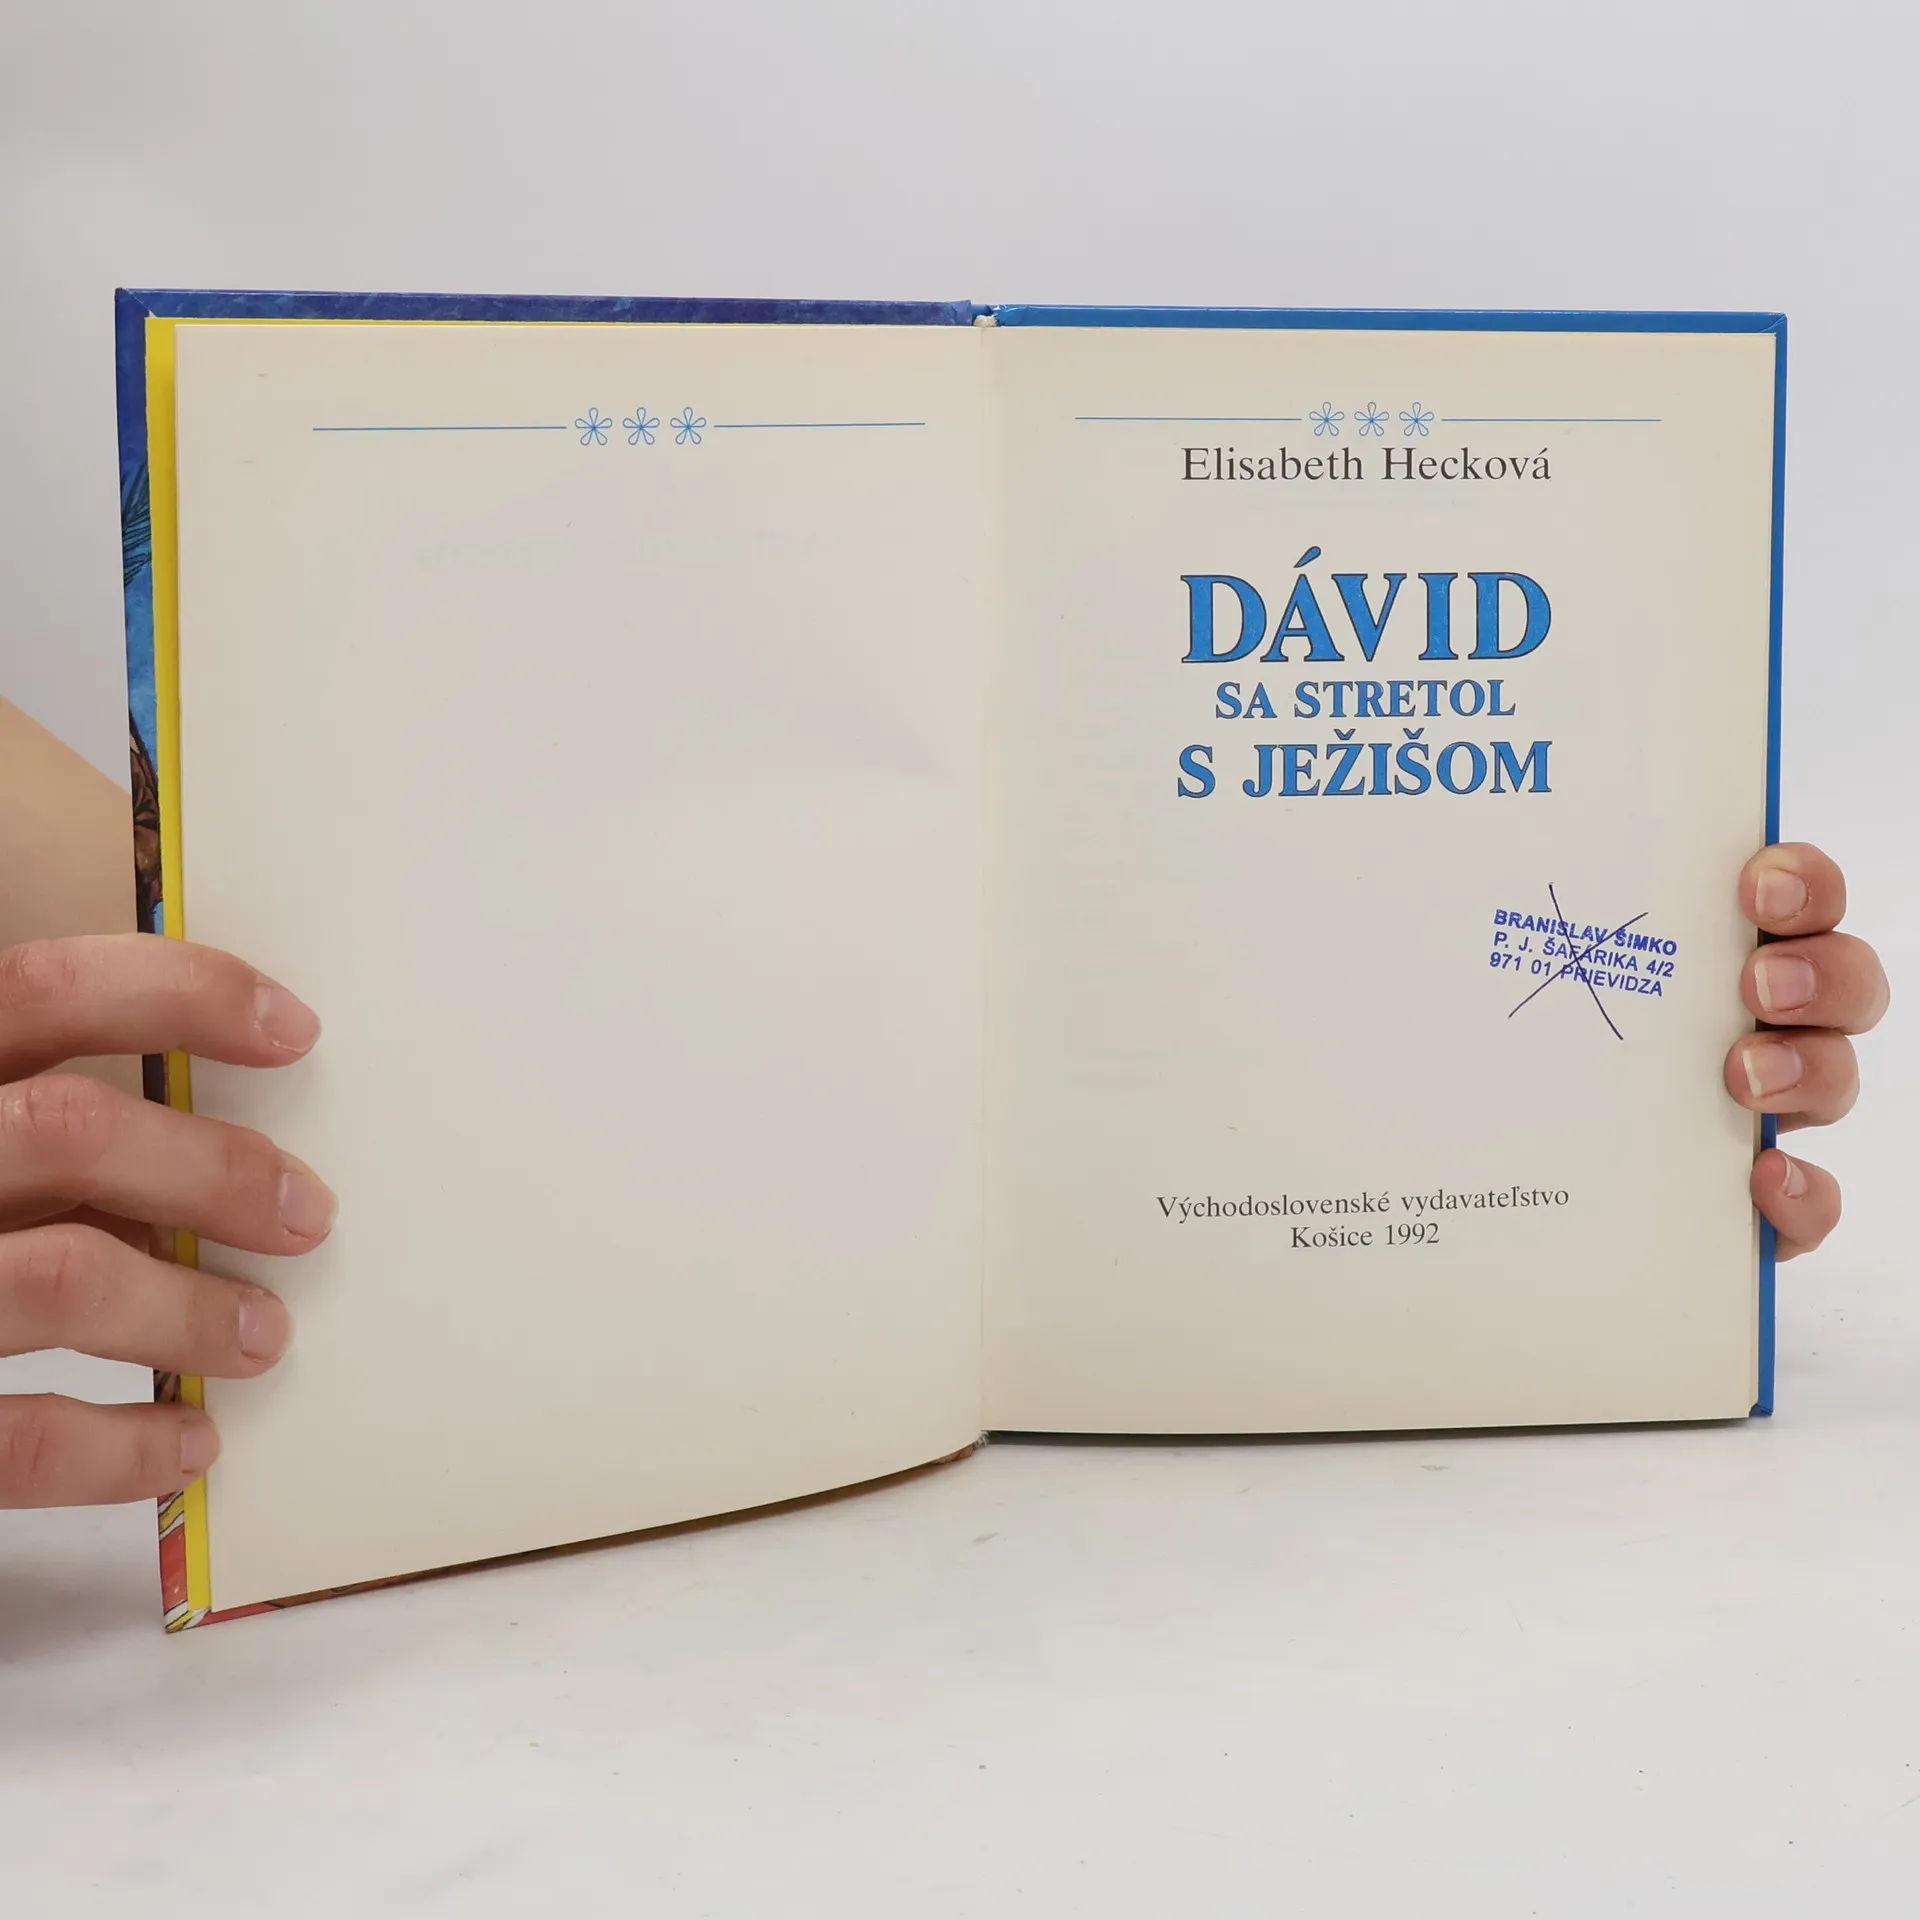 Elisabeth Hecková
DÁVID
SA STRETOL
S JEŽIŠOM
BRANISLAV ŠIMKO
P. J. ŠAFÁRIKA 4/2
971 01 PRIEVIDZA
Východoslovenské vydavateľstvo
Košice 1992